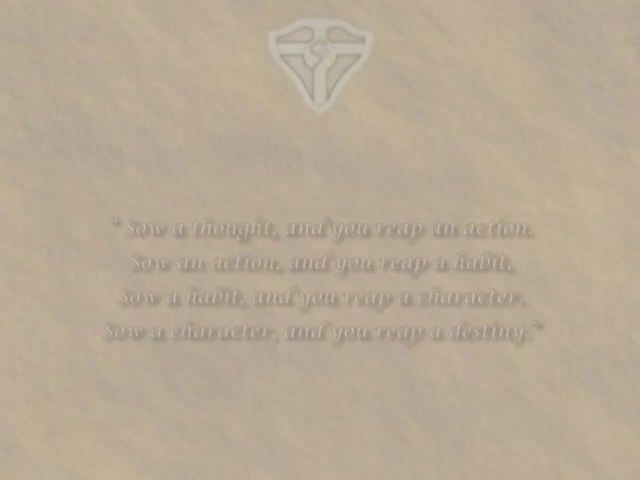 " Sow a thought, and you reap an action.
Sow an action, and you reap a habit,
Sow a habit, and you reap a character.
Sow a character, and you reap a destiny."